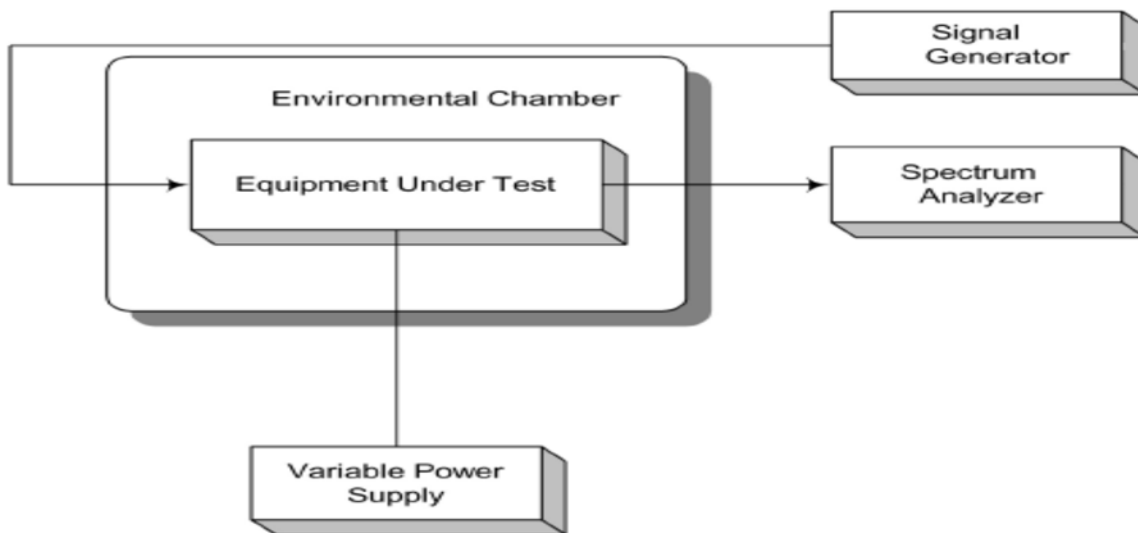 Signal
Generator
Environmental Chamber
Equipment Under Test
Spectrum
Analyzer
Variable Power
Supply